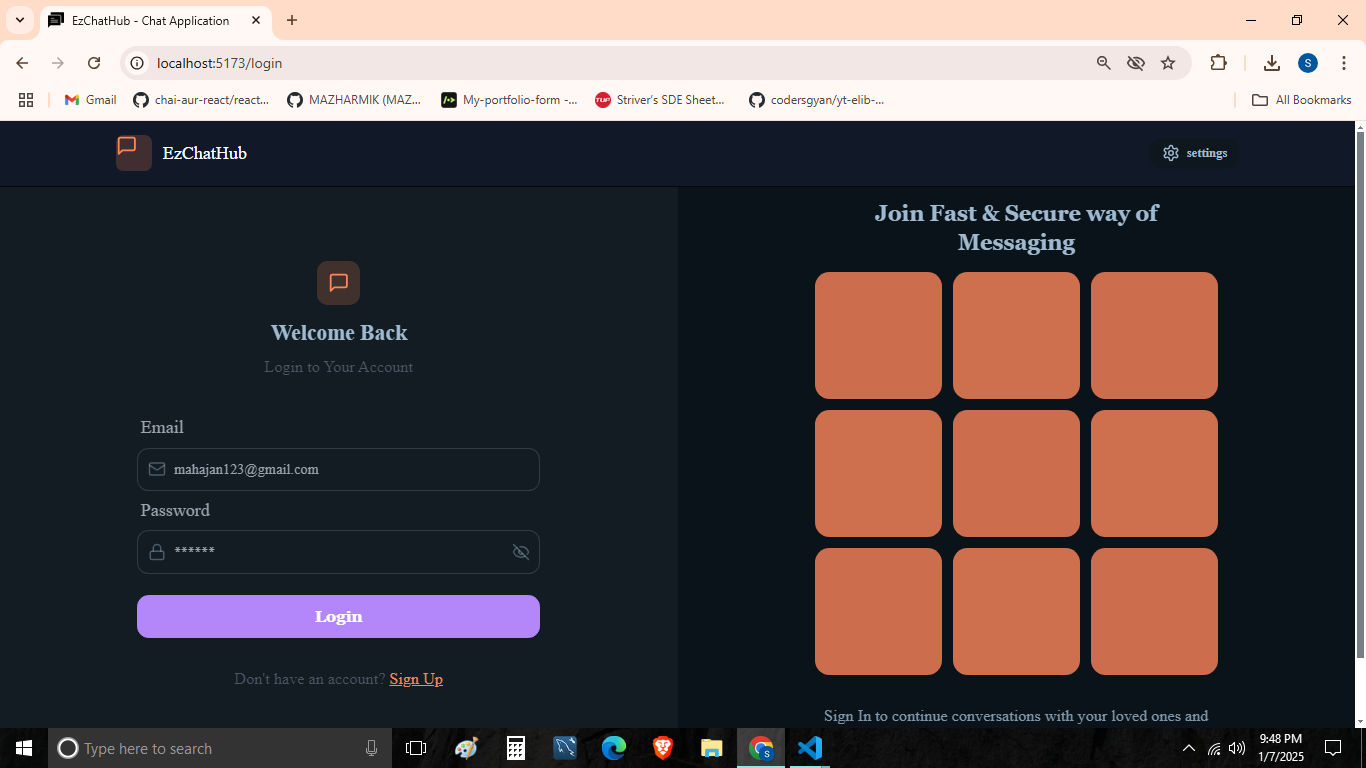 EzChatHub - Chat Application
localhost:5173/login
S
Gmail
chai-aur-react/react...
MAZHARMIK (MAZ...
My-portfolio-form -...
TUF
Striver's SDE Sheet...
codersgyan/yt-elib-...
All Bookmarks
EzChatHub
settings
Welcome Back
Login to Your Account
Email
mahajan123@gmail.com
Password
******
Login
Don't have an account? Sign Up
Join Fast & Secure way of
Messaging
Sign In to continue conversations with your loved ones and
Type here to search
S
9:48 PM
1/7/2025